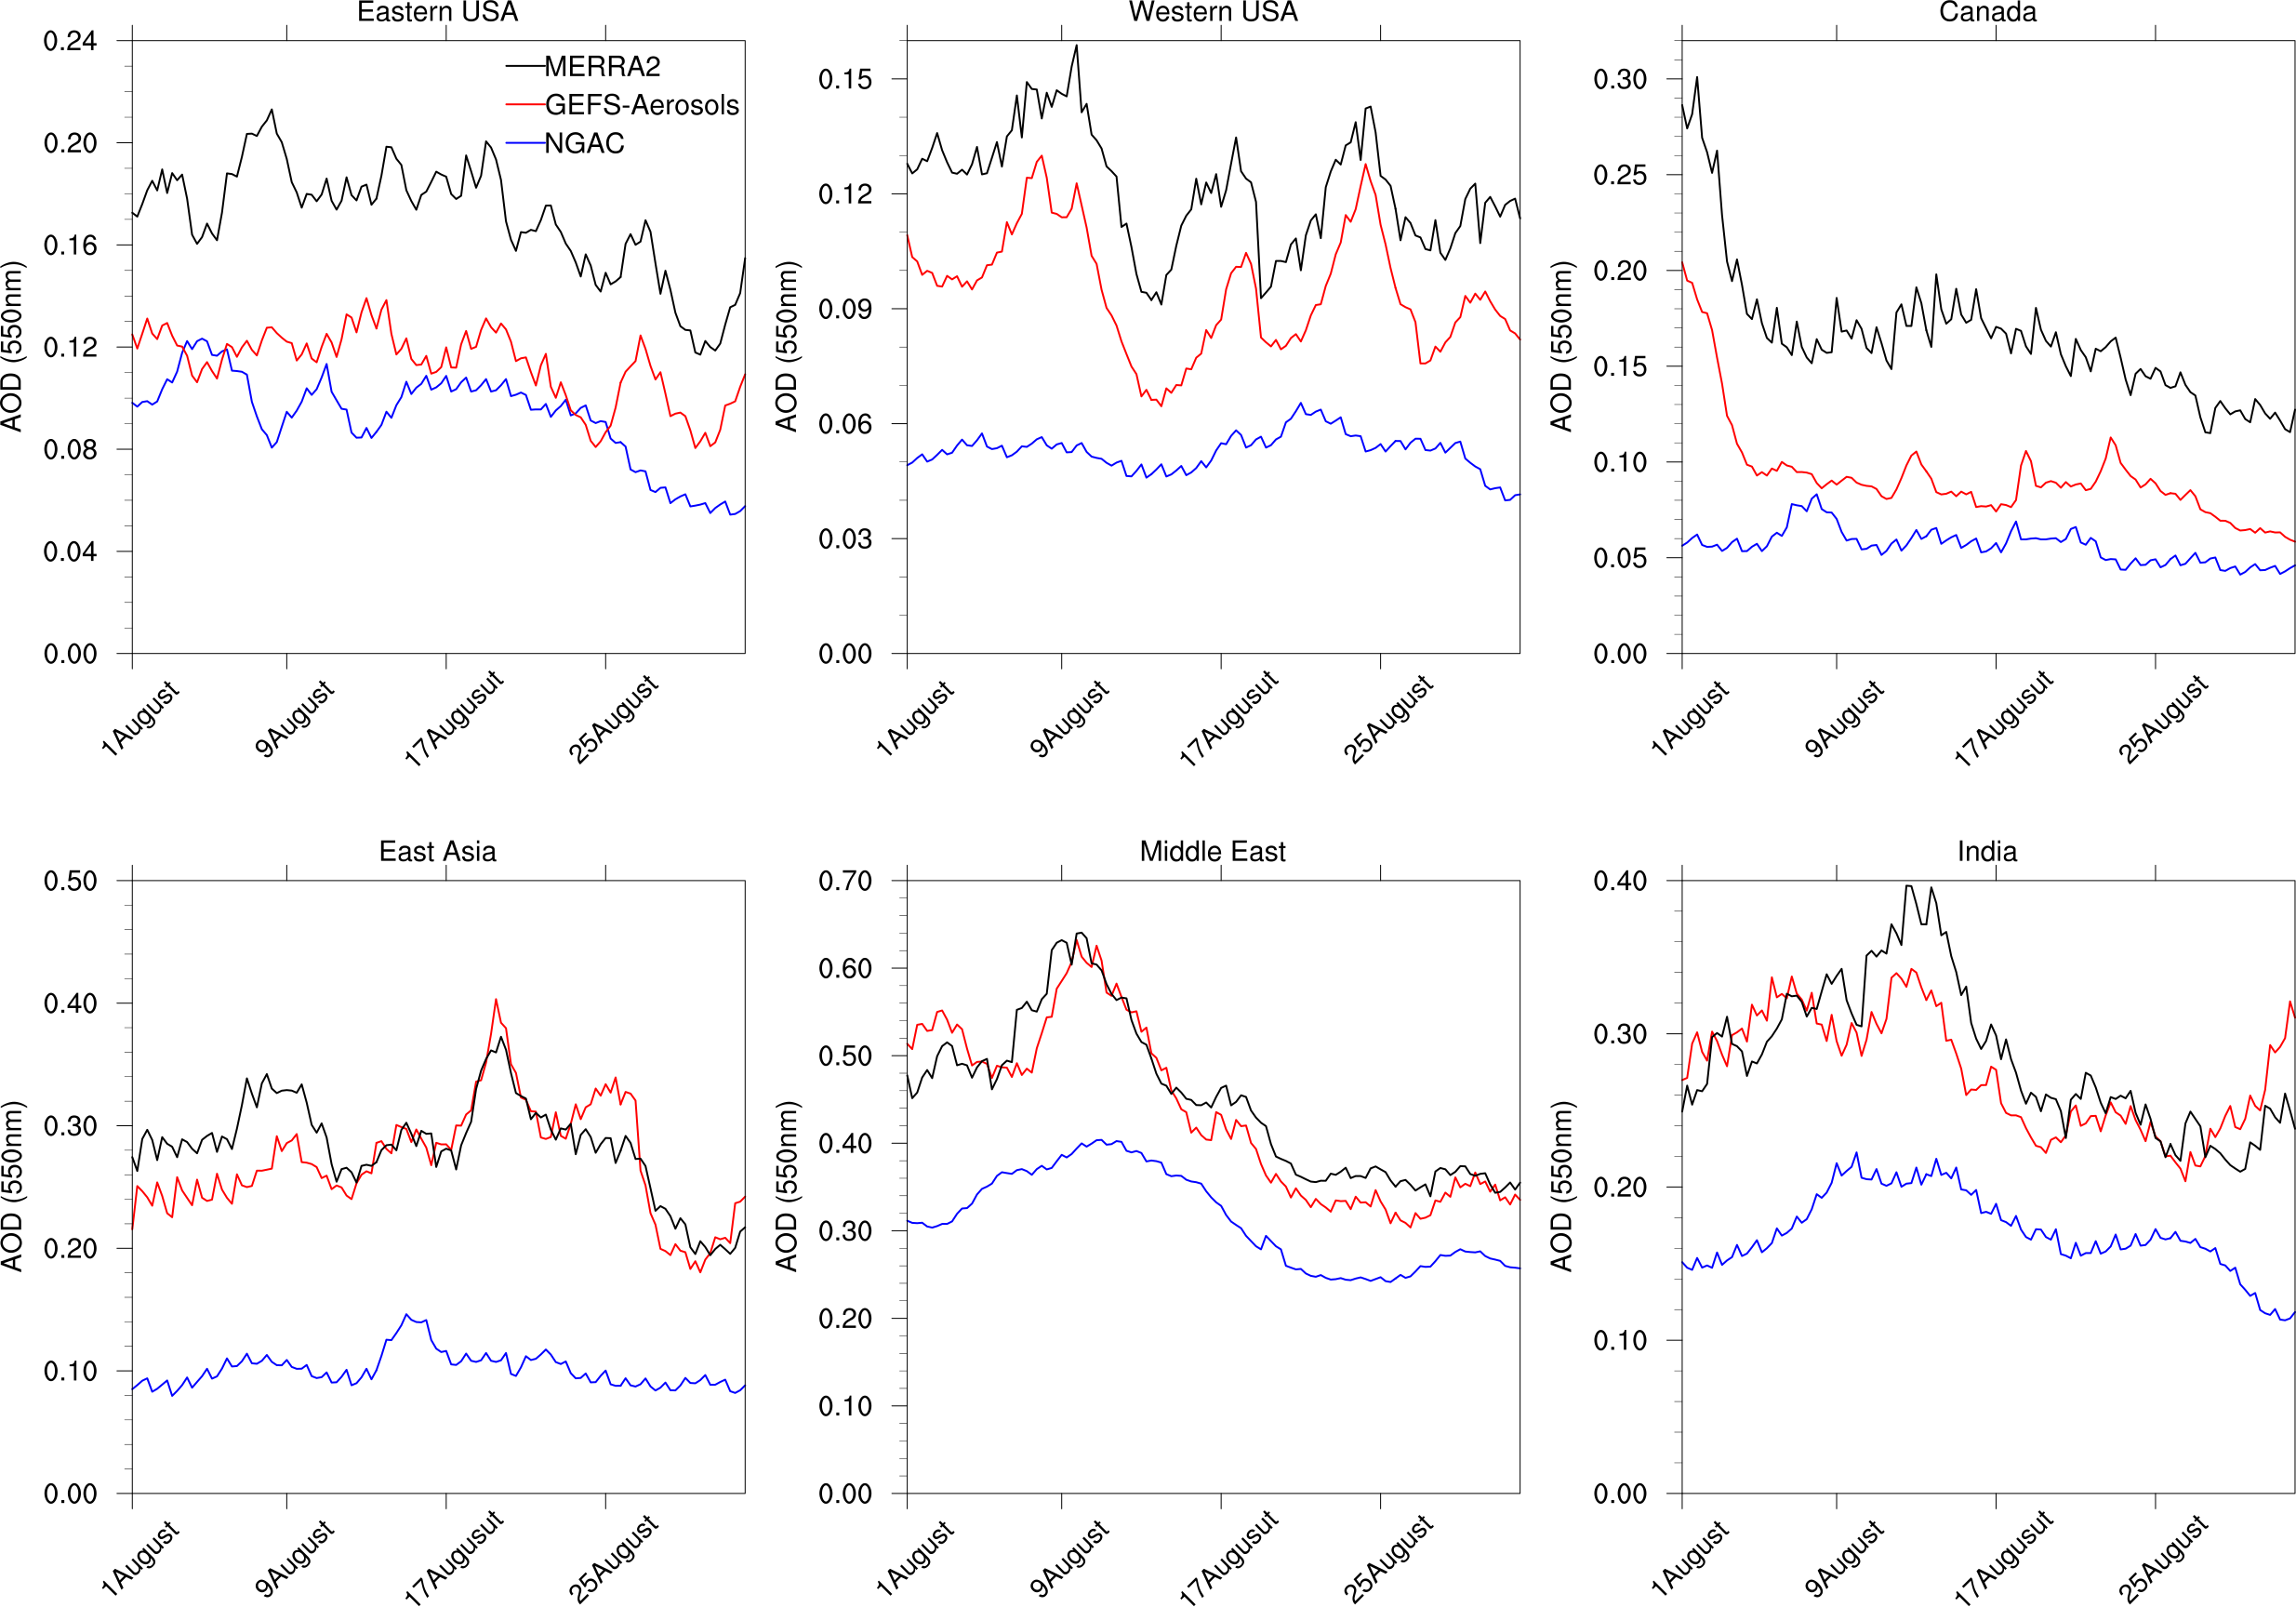 Eastern USA
0.24
0.20
0.16
0.12
0.08
0.04
0.00
AOD (550nm)
MERRA2
GEFS-Aerosols
NGAC
1August
9August
17Augusut
25August
Western USA
0.15
0.12
0.09
0.06
0.03
0.00
AOD (550nm)
1August
9August
17Augusut
25August
Canada
0.30
0.25
0.20
0.15
0.10
0.05
0.00
AOD (550nm)
1August
9August
17Augusut
25August
East Asia
0.50
0.40
0.30
0.20
0.10
0.00
AOD (550nm)
1August
9August
17Augusut
25August
Middle East
0.70
0.60
0.50
0.40
0.30
0.20
0.10
0.00
AOD (550nm)
1August
9August
17Augusut
25August
India
0.40
0.30
0.20
0.10
0.00
AOD (550nm)
1August
9August
17Augusut
25August